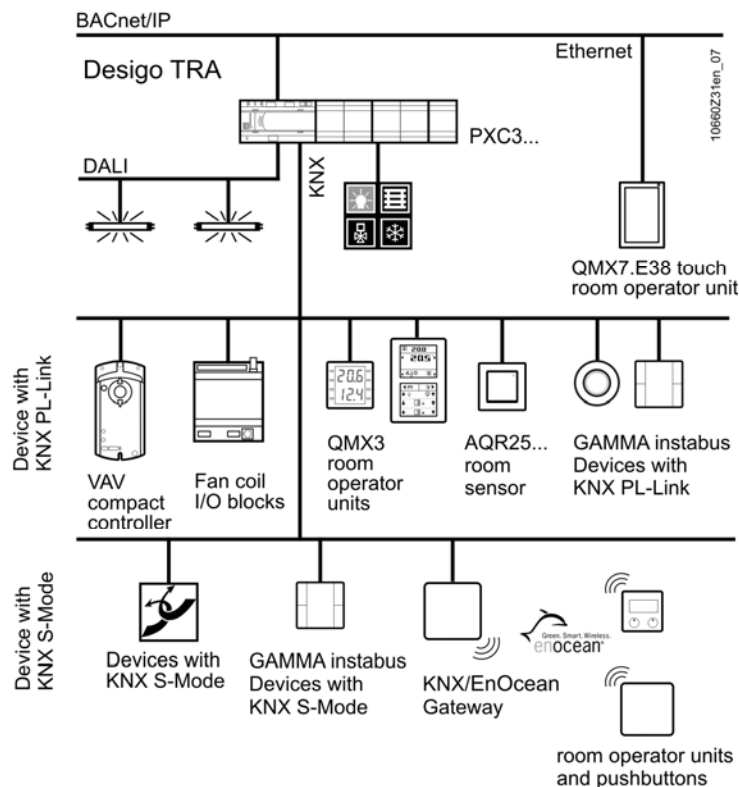 BACnet/IP
Desigo TRA
Ethernet
10660Z31en_07
PXC3...
DALI
KNX
QMX7.E38 touch
room operator unit
Device with
KNX PL-Link
VAV
compact
controller
Fan coil
I/O blocks
20.6
12.4
QMX3
room
operator
units
AQR25...
room
sensor
GAMMA instabus
Devices with
KNX PL-Link
Device with
KNX S-Mode
Devices with
KNX S-Mode
GAMMA instabus
Devices with
KNX S-Mode
KNX/EnOcean
Gateway
Green. Smart. Wireless.
enocean®
room operator units
and pushbuttons